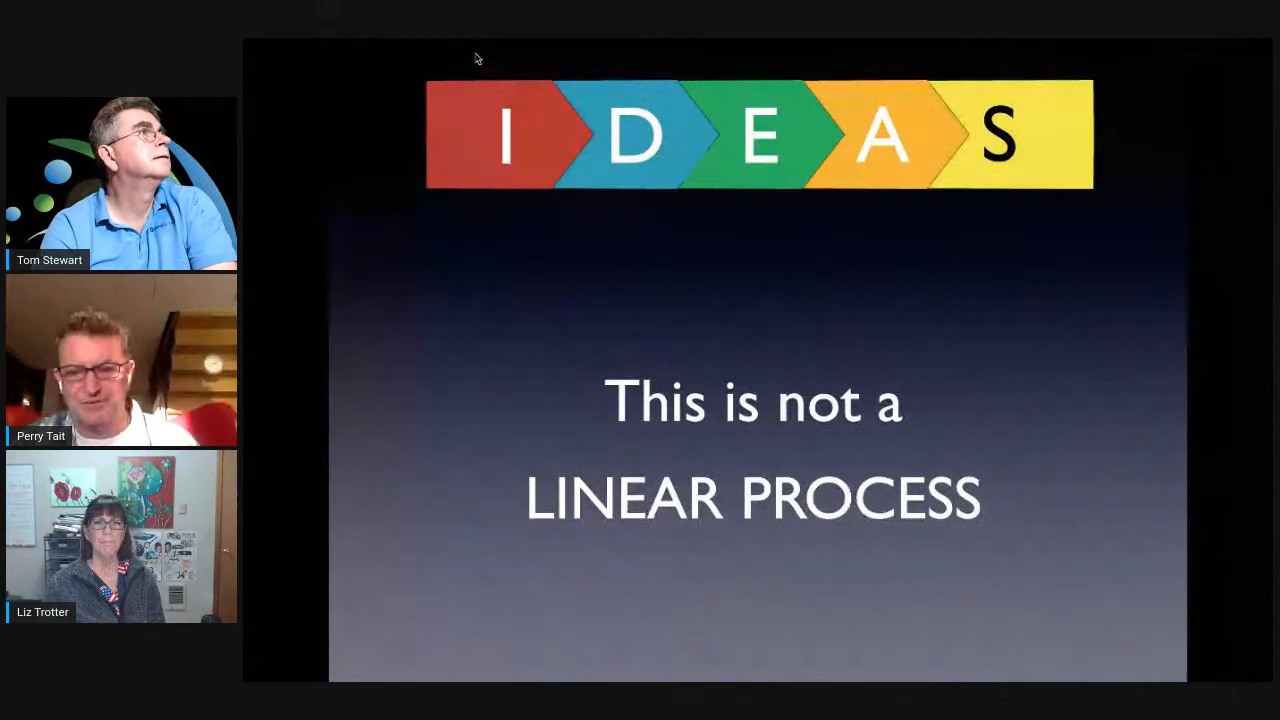 I D E A S
This is not a
LINEAR PROCESS
Tom Stewart
Perry Tait
Liz Trotter